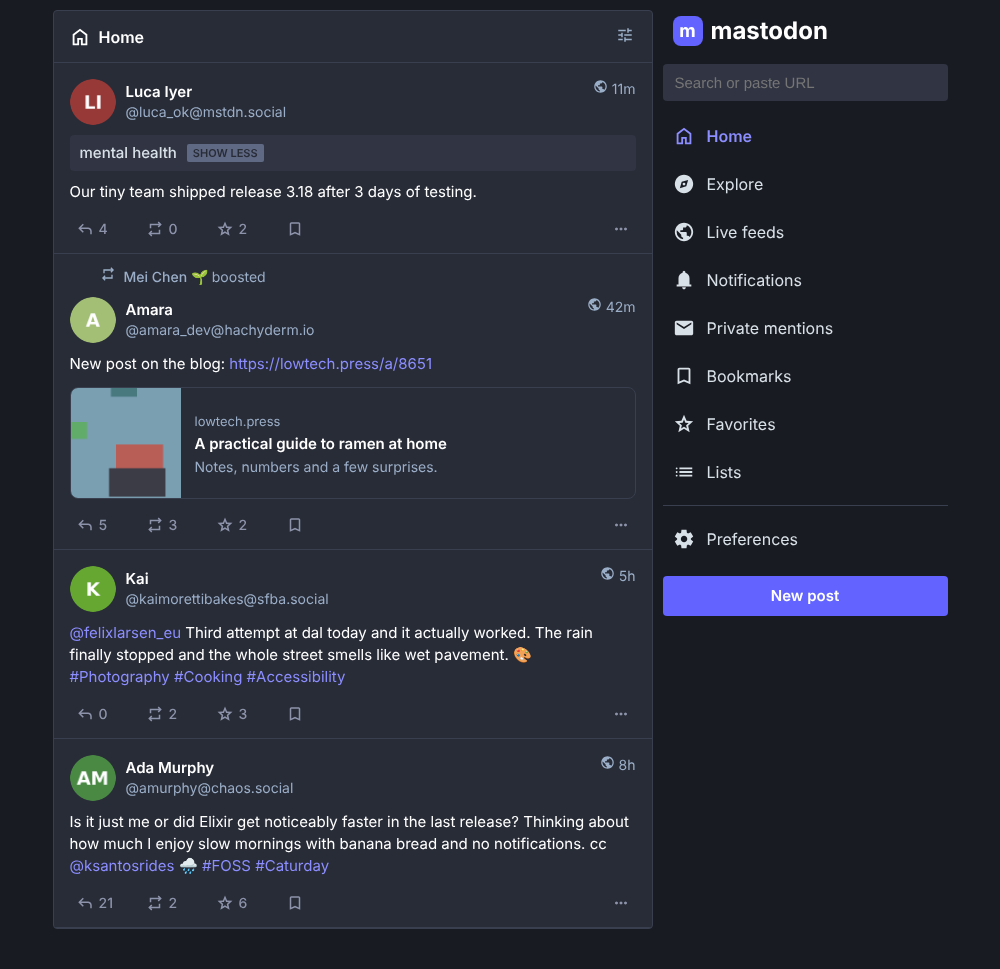 Home
LI
Luca Iyer
11m
@luca_ok@mstdn.social
mental health SHOW LESS
Our tiny team shipped release 3.18 after 3 days of testing.
4 0 2
Mei Chen 🌱 boosted
A
Amara
42m
@amara_dev@hachyderm.io
New post on the blog: https://lowtech.press/a/8651
lowtech.press
A practical guide to ramen at home
Notes, numbers and a few surprises.
5 3 2
K
Kai
5h
@kaimorettibakes@sfba.social
@felixlarsen_eu Third attempt at dal today and it actually worked. The rain
finally stopped and the whole street smells like wet pavement. 🎨
#Photography #Cooking #Accessibility
0 2 3
AM
Ada Murphy
8h
@amurphy@chaos.social
Is it just me or did Elixir get noticeably faster in the last release? Thinking about
how much I enjoy slow mornings with banana bread and no notifications. cc
@ksantosrides 🌧️ #FOSS #Caturday
21 2 6
m mastodon
Search or paste URL
Home
Explore
Live feeds
Notifications
Private mentions
Bookmarks
Favorites
Lists
Preferences
New post